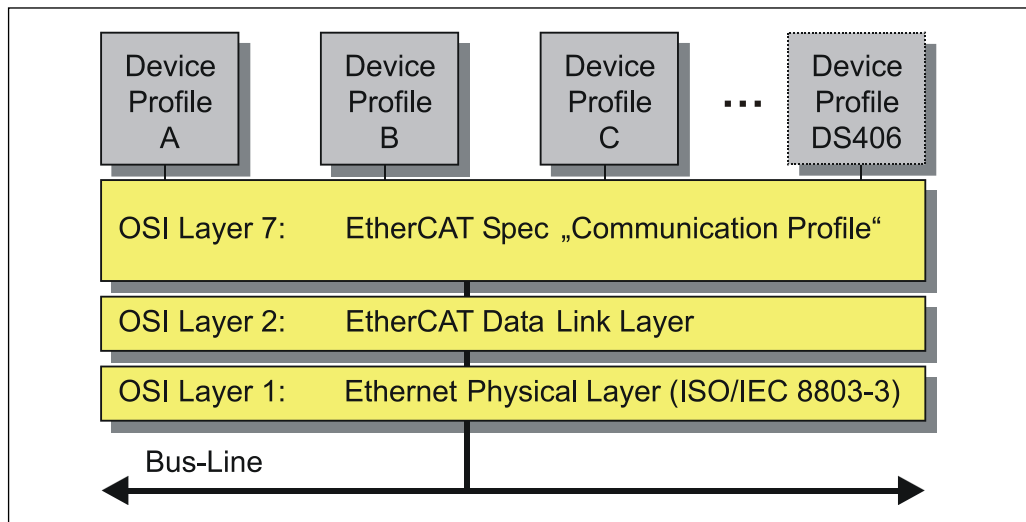 Device
Profile
A
Device
Profile
B
Device
Profile
C
...
Device
Profile
DS406
OSI Layer 7: EtherCAT Spec „Communication Profile“
OSI Layer 2: EtherCAT Data Link Layer
OSI Layer 1: Ethernet Physical Layer (ISO/IEC 8803-3)
Bus-Line